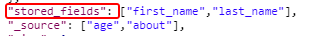 "stored_fields": ["first_name","last_name"],
"_source": ["age","about"],